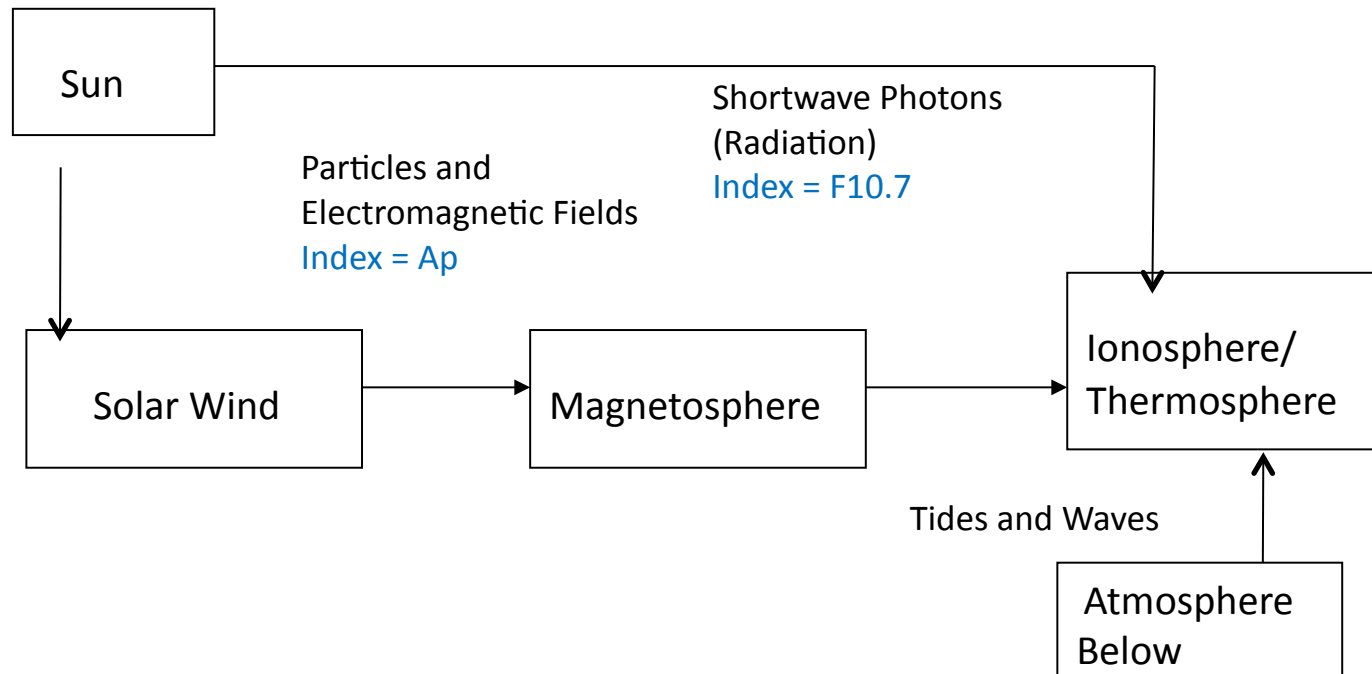 Sun
Shortwave Photons
(Radiation)
Index = F10.7
Particles and
Electromagnetic Fields
Index = Ap
Solar Wind
Magnetosphere
Ionosphere/
Thermosphere
Tides and Waves
Atmosphere
Below